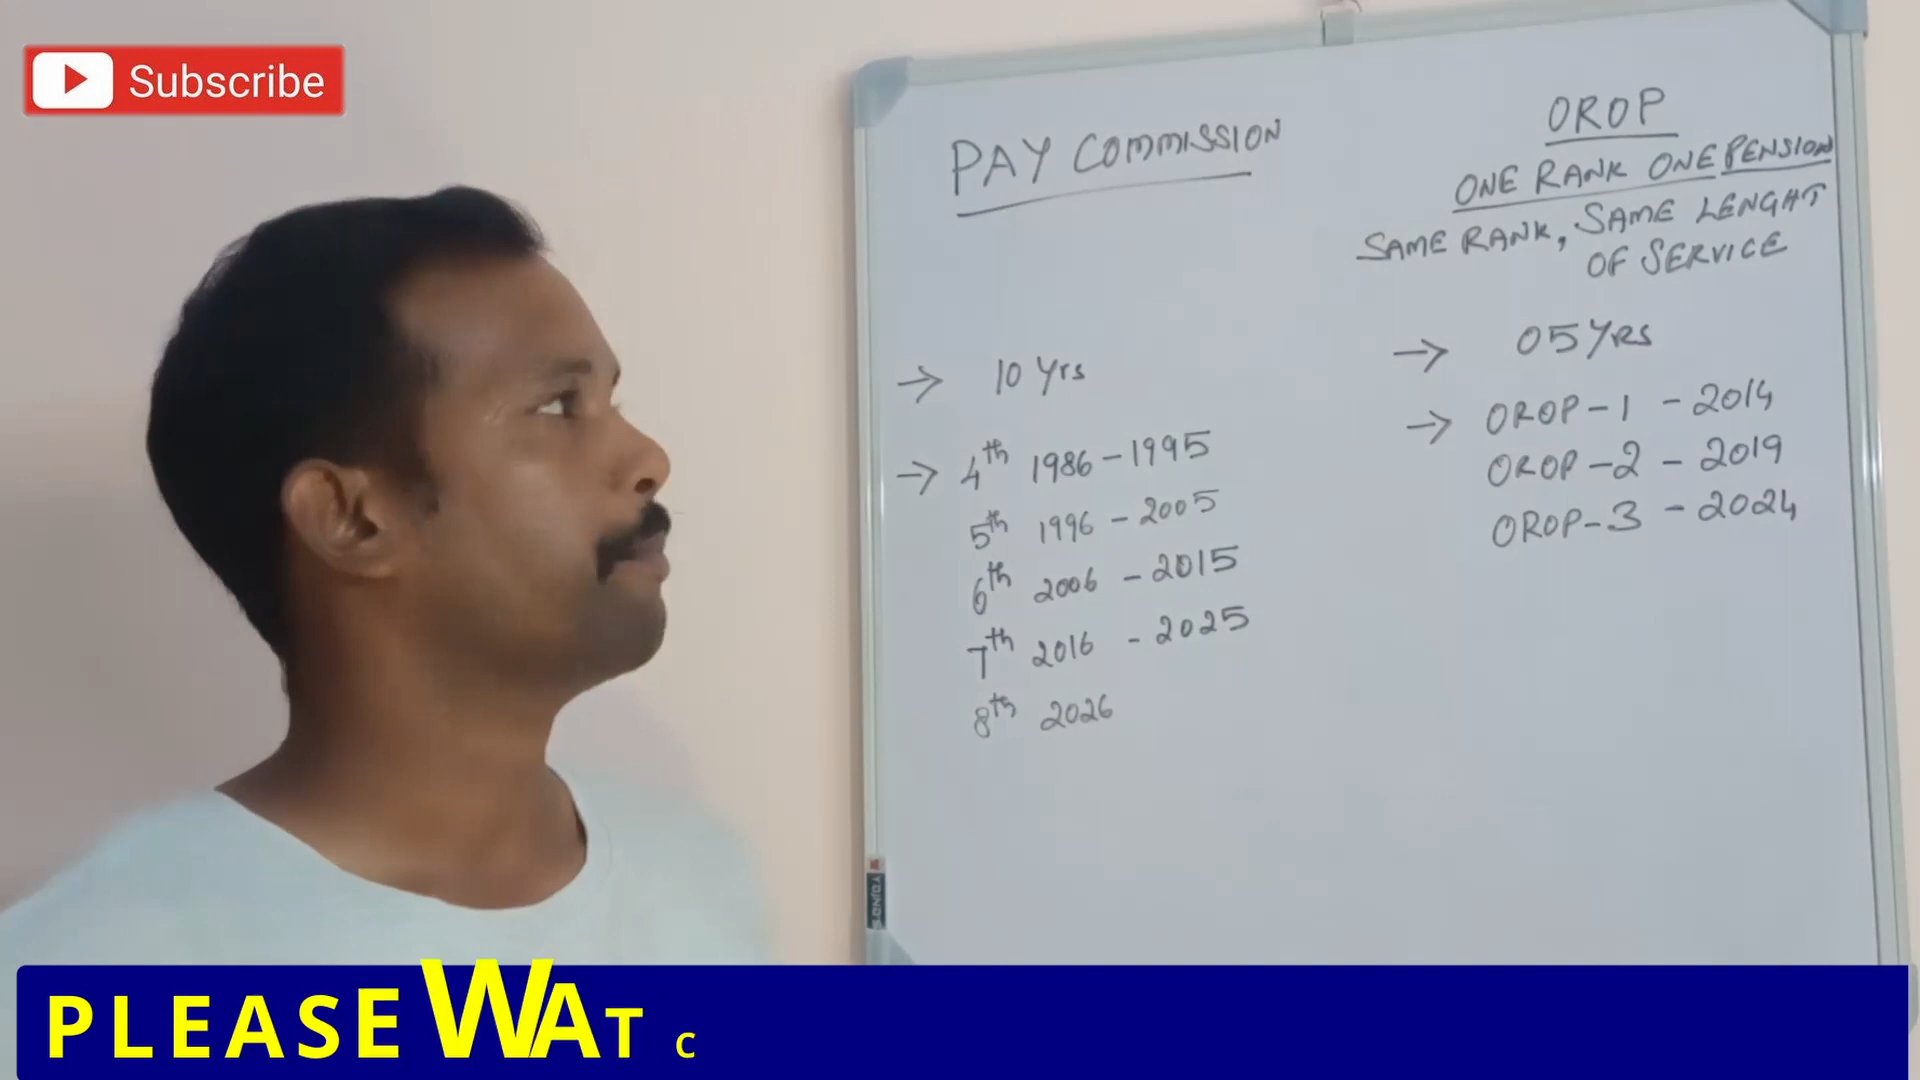 Subscribe
PAY COMMISSION
10 Yrs
4th 1986 - 1995
5th 1996 - 2005
6th 2006 - 2015
7th 2016 - 2025
8th 2026
OROP
ONE RANK ONE PENSION
SAME RANK, SAME LENGHT
OF SERVICE
05 Yrs
OROP-1 - 2014
OROP-2 - 2019
OROP-3 - 2024
PLEASE WATC